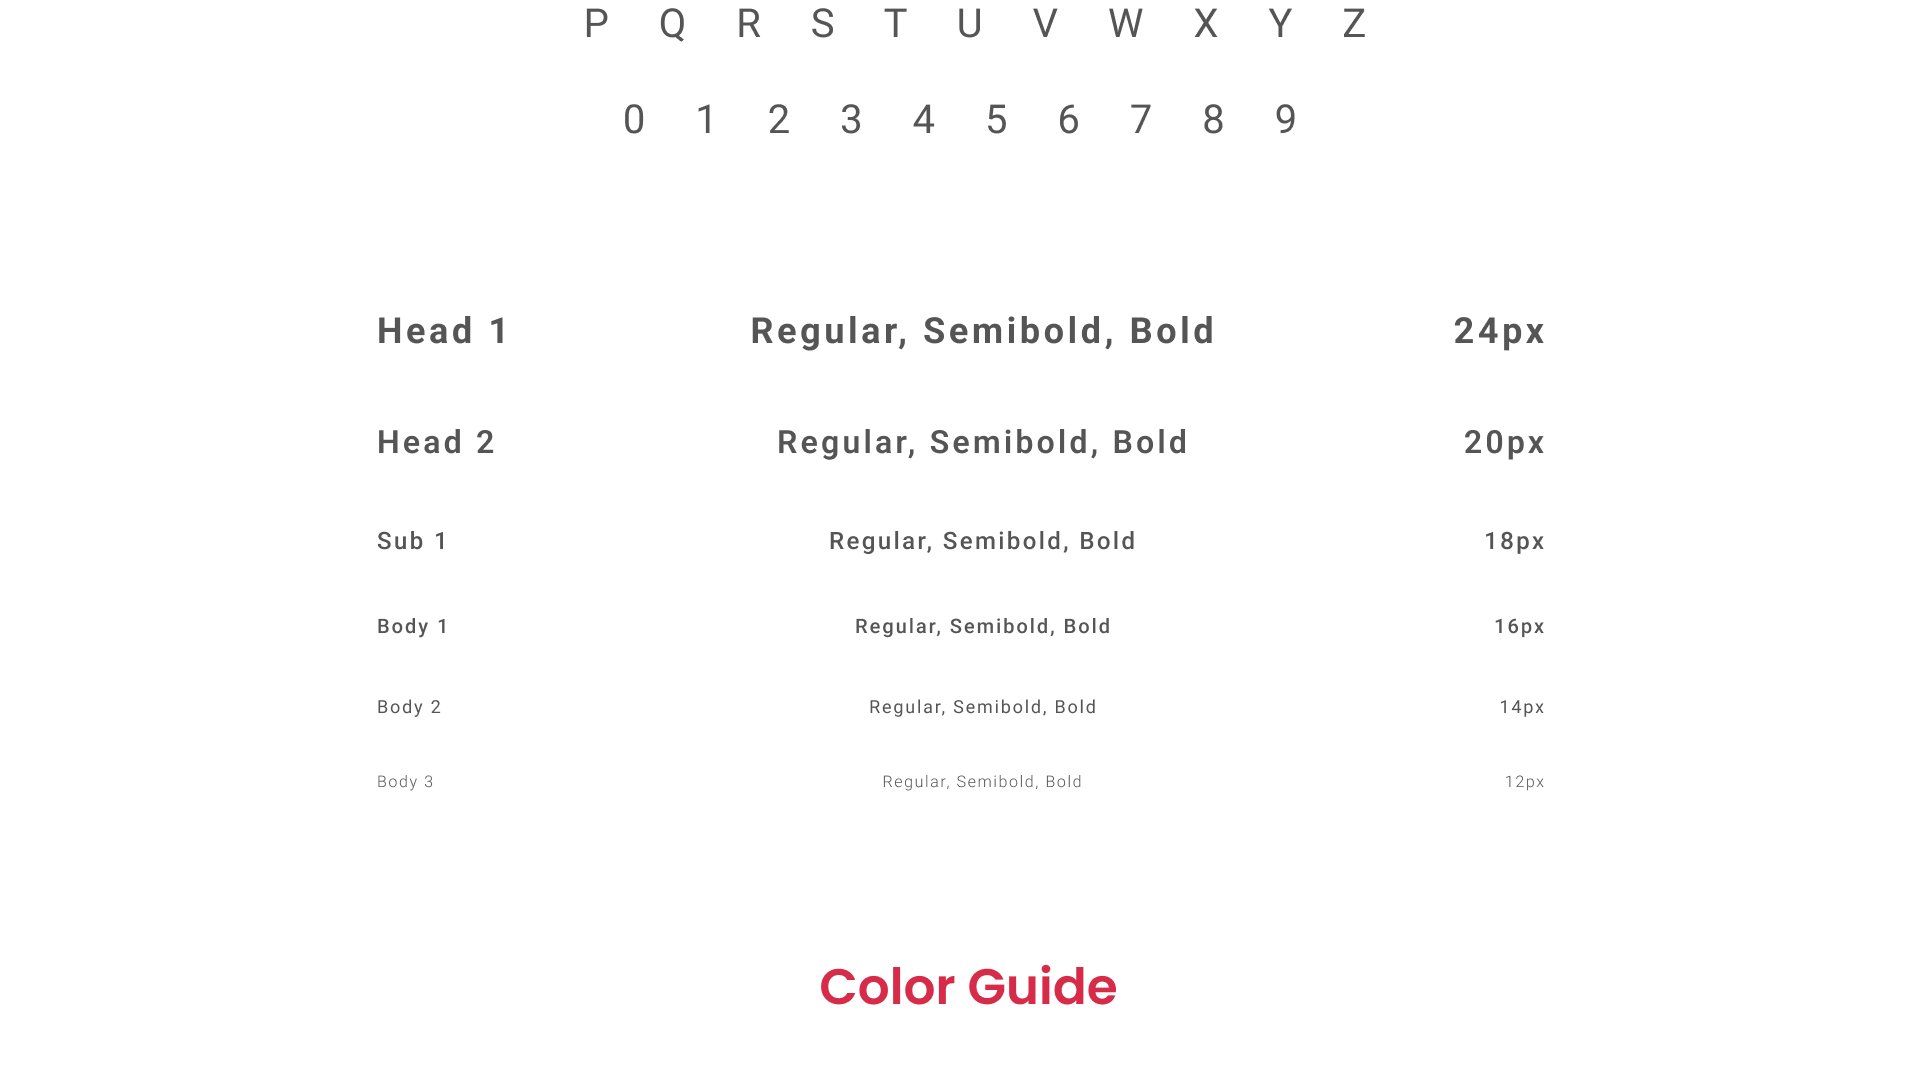 P Q R S T U V W X Y Z
0 1 2 3 4 5 6 7 8 9
Head 1 Regular, Semibold, Bold 24px
Head 2 Regular, Semibold, Bold 20px
Sub 1 Regular, Semibold, Bold 18px
Body 1 Regular, Semibold, Bold 16px
Body 2 Regular, Semibold, Bold 14px
Body 3 Regular, Semibold, Bold 12px
Color Guide